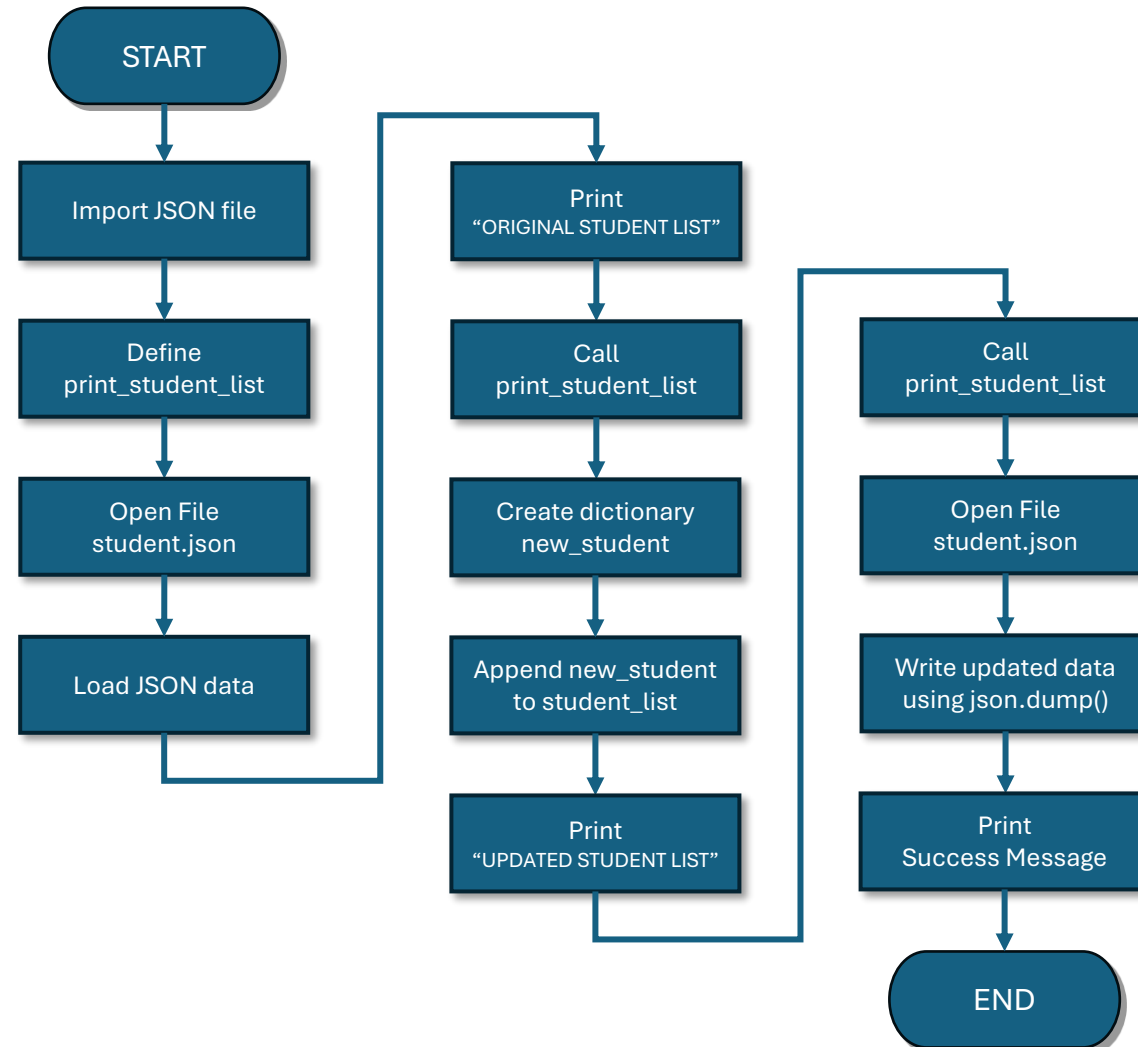 START
Import JSON file
Define
print_student_list
Open File
student.json
Load JSON data
Print
“ORIGINAL STUDENT LIST”
Call
print_student_list
Create dictionary
new_student
Append new_student
to student_list
Print
“UPDATED STUDENT LIST”
Call
print_student_list
Open File
student.json
Write updated data
using json.dump()
Print
Success Message
END